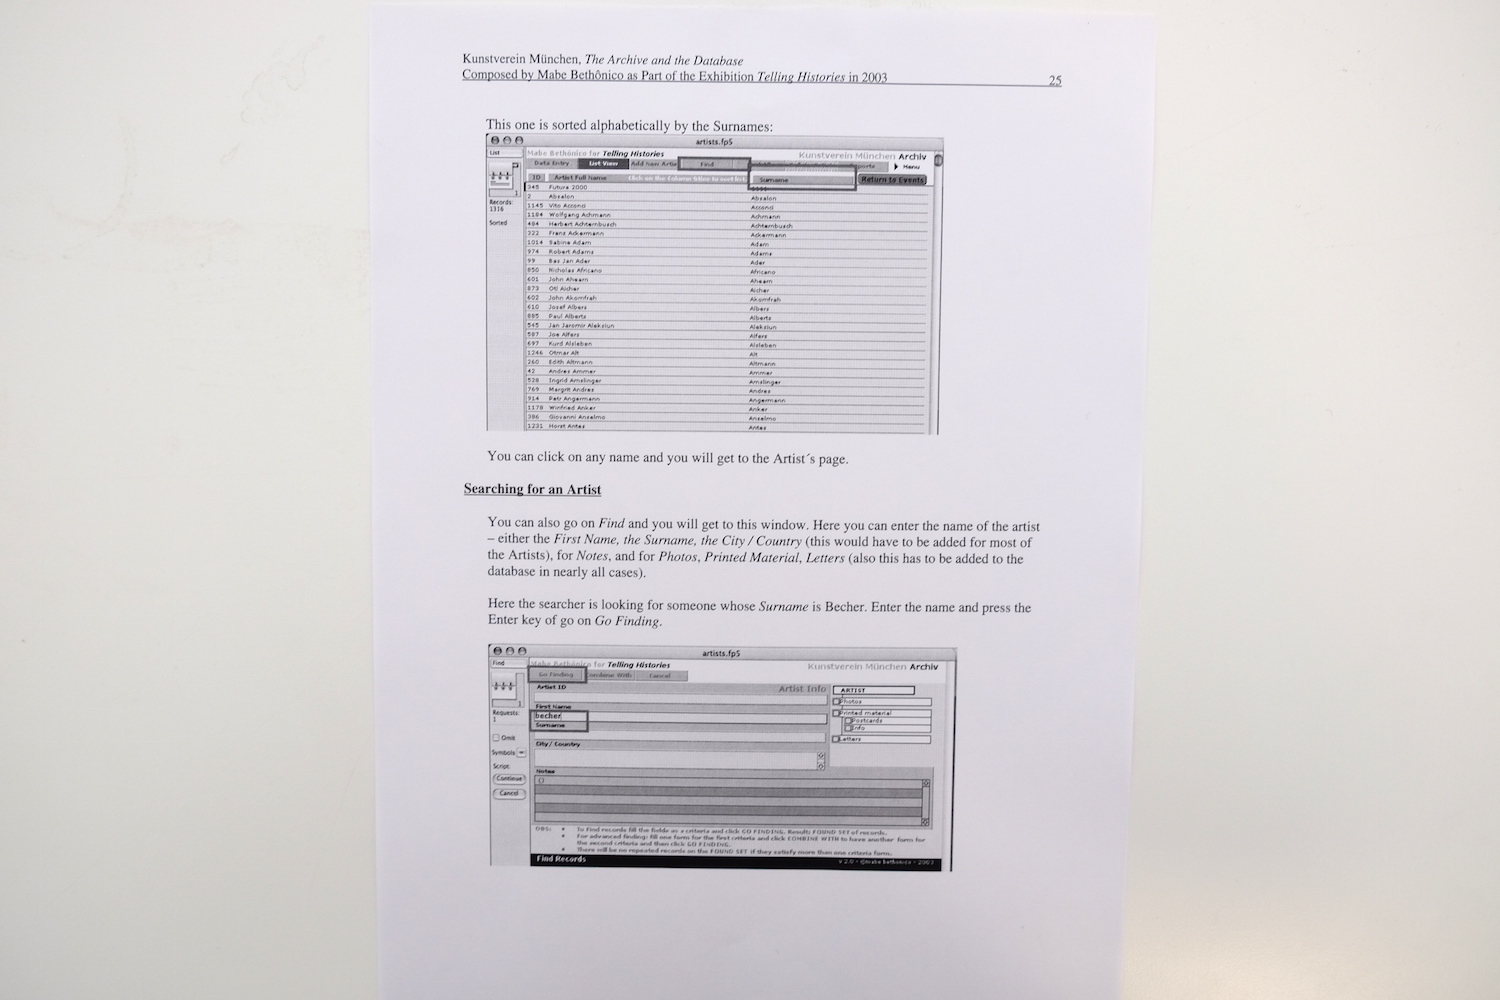 Kunstverein München, The Archive and the Database
Composed by Mabe Bethônico as Part of the Exhibition Telling Histories in 2003
25
This one is sorted alphabetically by the Surnames:
artists.fp5
List
Mabe Bethônico for Telling Histories
Kunstverein München Archiv
Data Entry List View Add New Artist Find
Menu
ID Artist Full Name Click on the Column titles to sort list Surname Return to Events
Records:
1316
Sorted
345 Futura 2000 2000
2 Absalon Absalon
1145 Vito Acconci Acconci
1184 Wolfgang Achmann Achmann
484 Herbert Achternbusch Achternbusch
322 Franz Ackermann Ackermann
1014 Sabine Adam Adam
974 Robert Adams Adams
99 Bas Jan Ader Ader
850 Nicholas Africano Africano
601 John Ahearn Ahearn
873 Otl Aicher Aicher
602 John Akomfrah Akomfrah
610 Josef Albers Albers
885 Paul Alberts Alberts
545 Jan Jaromir Aleksiun Aleksiun
587 Joe Alfers Alfers
697 Kurd Alsleben Alsleben
1246 Otmar Alt Alt
260 Edith Altmann Altmann
42 Andres Ammer Ammer
528 Ingrid Amslinger Amslinger
769 Margrit Andres Andres
914 Petr Angermann Angermann
1178 Winfried Anker Anker
386 Giovanni Anselmo Anselmo
1231 Horst Antes Antes
You can click on any name and you will get to the Artist´s page.
Searching for an Artist
You can also go on Find and you will get to this window. Here you can enter the name of the artist
– either the First Name, the Surname, the City / Country (this would have to be added for most of
the Artists), for Notes, and for Photos, Printed Material, Letters (also this has to be added to the
database in nearly all cases).
Here the searcher is looking for someone whose Surname is Becher. Enter the name and press the
Enter key of go on Go Finding.
artists.fp5
Find
Mabe Bethônico for Telling Histories
Kunstverein München Archiv
Go Finding Combine With Cancel
Artist ID
Artist Info
ARTIST
Photos
First Name
Printed material
becher
Postcards
Surname
Info
Requests:
1
Letters
Omit
City / Country
Symbols
Script:
Notes
Continue
Cancel
OBS: • To find records fill the fields as a criteria and click GO FINDING. Result: FOUND SET of records.
• For advanced finding: fill one form for the first criteria and click COMBINE WITH to have another form for
the second criteria and then click GO FINDING.
• There will be no repeated records on the FOUND SET if they satisfy more than one criteria form.
Find Records
v 2.0 - ©mabe bethonico - 2003